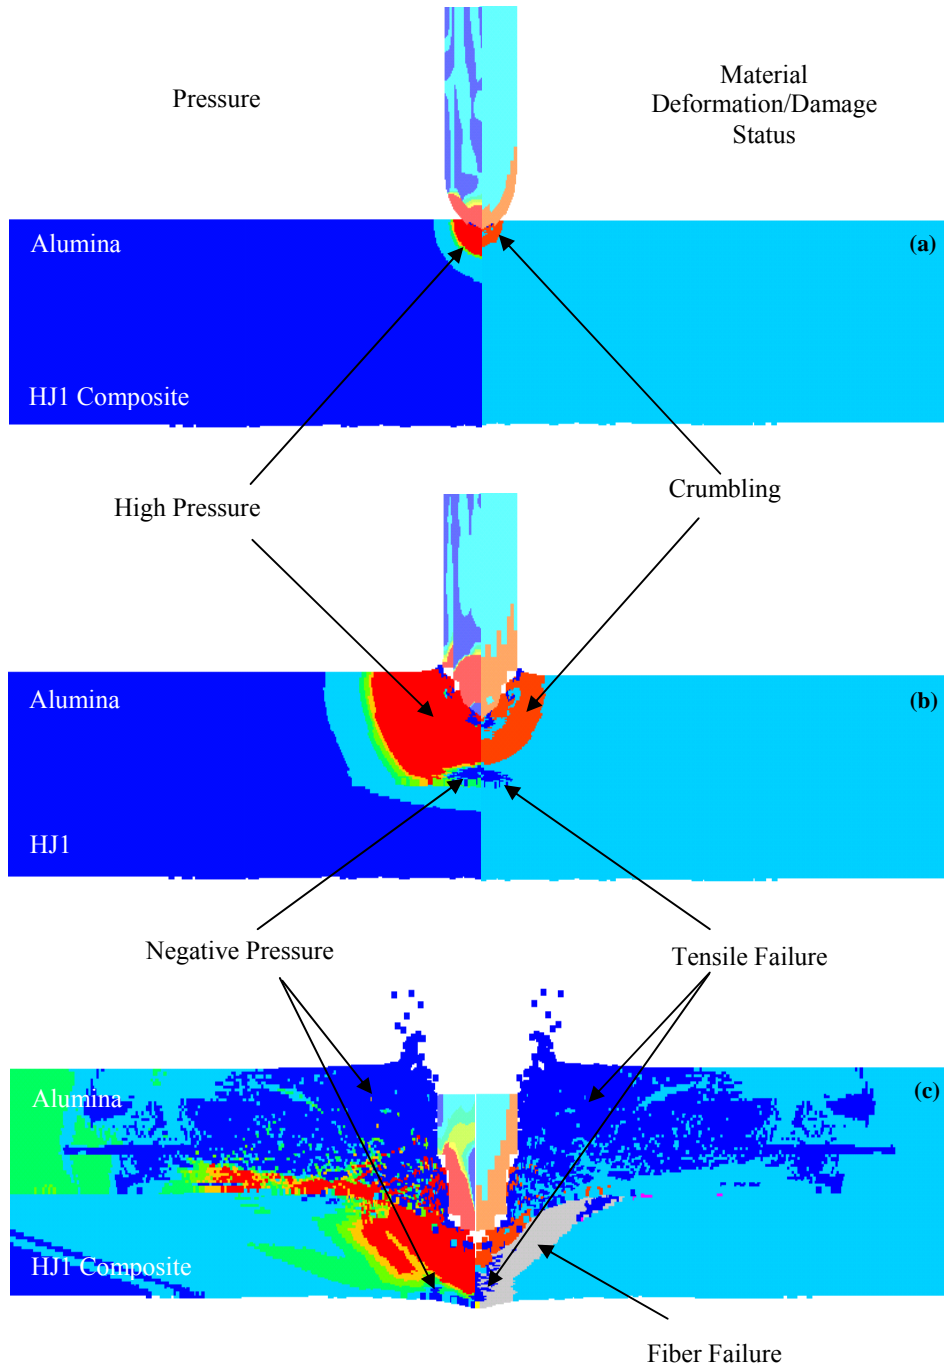 Pressure
Material
Deformation/Damage
Status
Alumina
(a)
HJ1 Composite
High Pressure
Crumbling
Alumina
(b)
HJ1
Negative Pressure
Tensile Failure
Alumina
(c)
HJ1 Composite
Fiber Failure